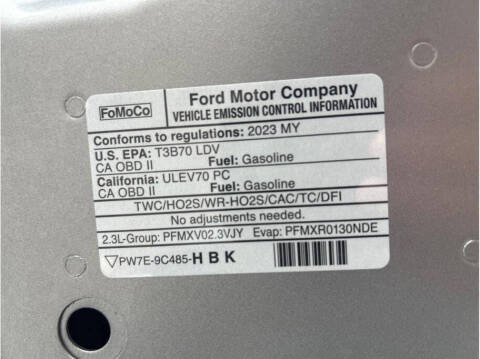 FoMoCo
Ford Motor Company
VEHICLE EMISSION CONTROL INFORMATION
Conforms to regulations: 2023 MY
U.S. EPA: T3B70 LDV
CA OBD II Fuel: Gasoline
California: ULEV70 PC
CA OBD II Fuel: Gasoline
TWC/HO2S/WR-HO2S/CAC/TC/DFI
No adjustments needed.
2.3L-Group: PFMXV02.3VJY Evap: PFMXR0130NDE
▽PW7E-9C485-HBK